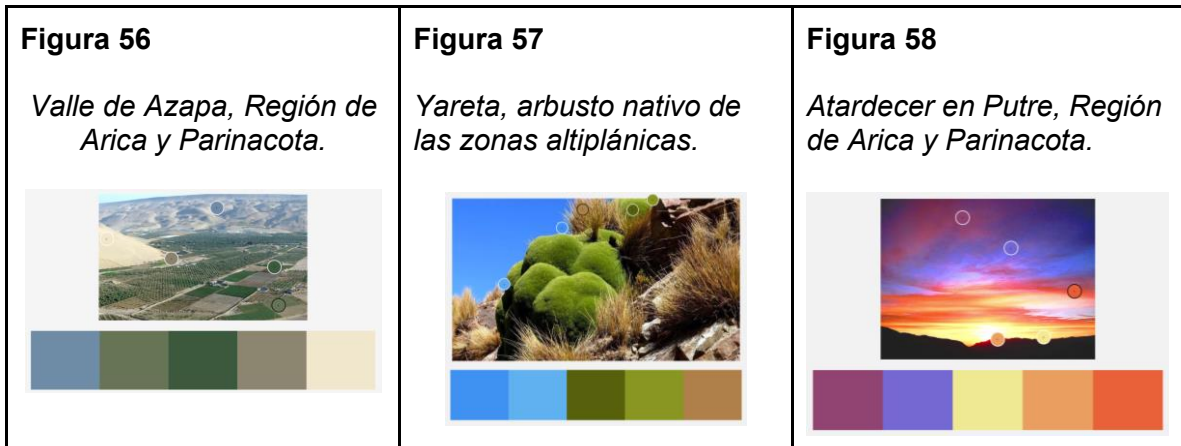 Figura 56
Valle de Azapa, Región de
Arica y Parinacota.
Figura 57
Yareta, arbusto nativo de
las zonas altiplánicas.
Figura 58
Atardecer en Putre, Región
de Arica y Parinacota.